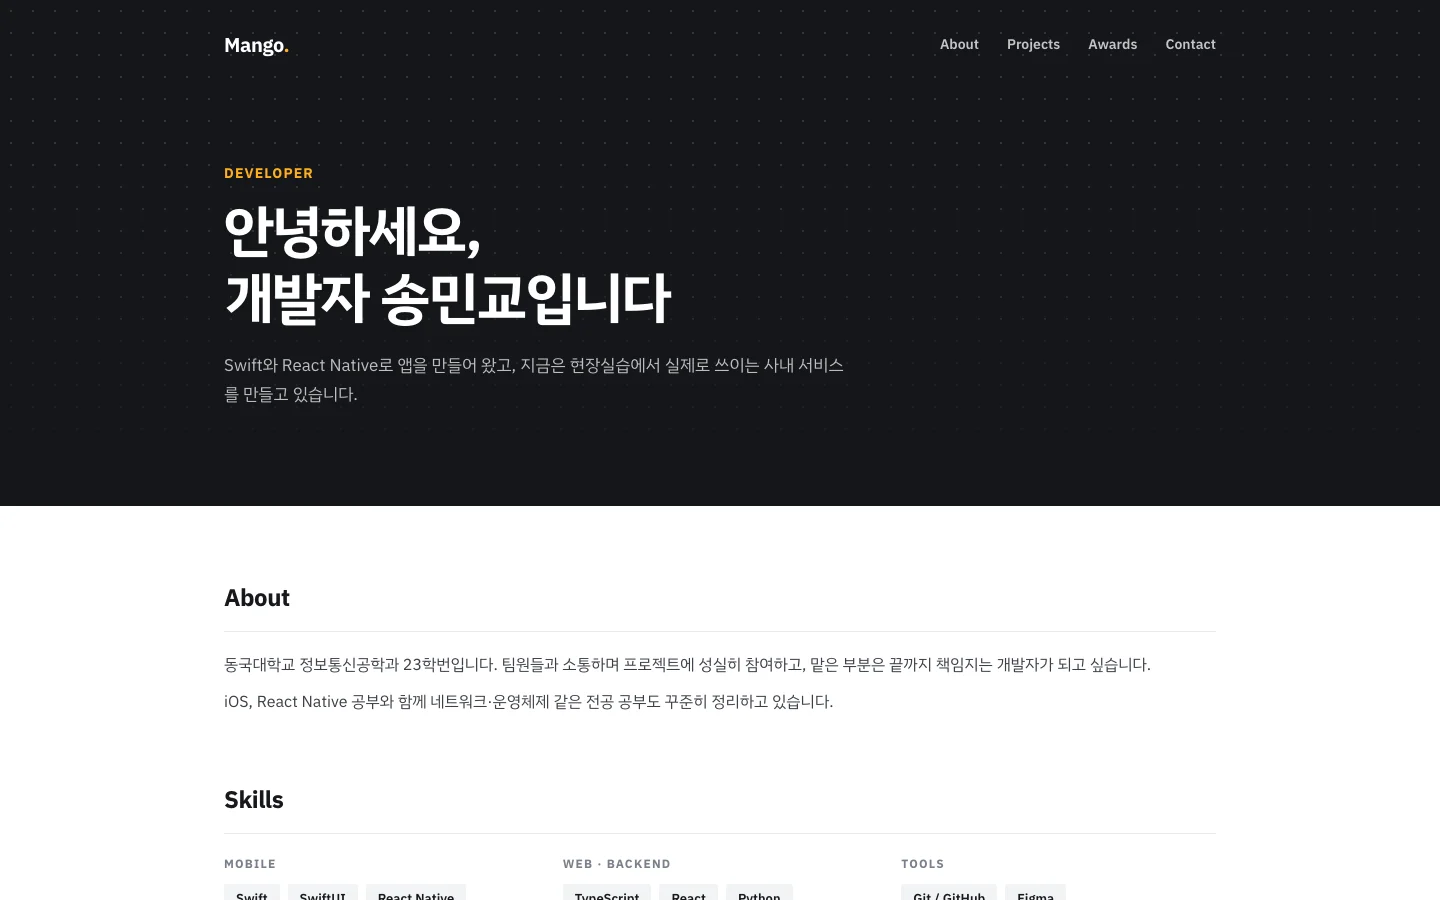 Mango.
About Projects Awards Contact
DEVELOPER
안녕하세요,
개발자 송민교입니다
Swift와 React Native로 앱을 만들어 왔고, 지금은 현장실습에서 실제로 쓰이는 사내 서비스
를 만들고 있습니다.
About
동국대학교 정보통신공학과 23학번입니다. 팀원들과 소통하며 프로젝트에 성실히 참여하고, 맡은 부분은 끝까지 책임지는 개발자가 되고 싶습니다.
iOS, React Native 공부와 함께 네트워크·운영체제 같은 전공 공부도 꾸준히 정리하고 있습니다.
Skills
MOBILE
Swift SwiftUI React Native
WEB · BACKEND
TypeScript React Python
TOOLS
Git / GitHub Figma